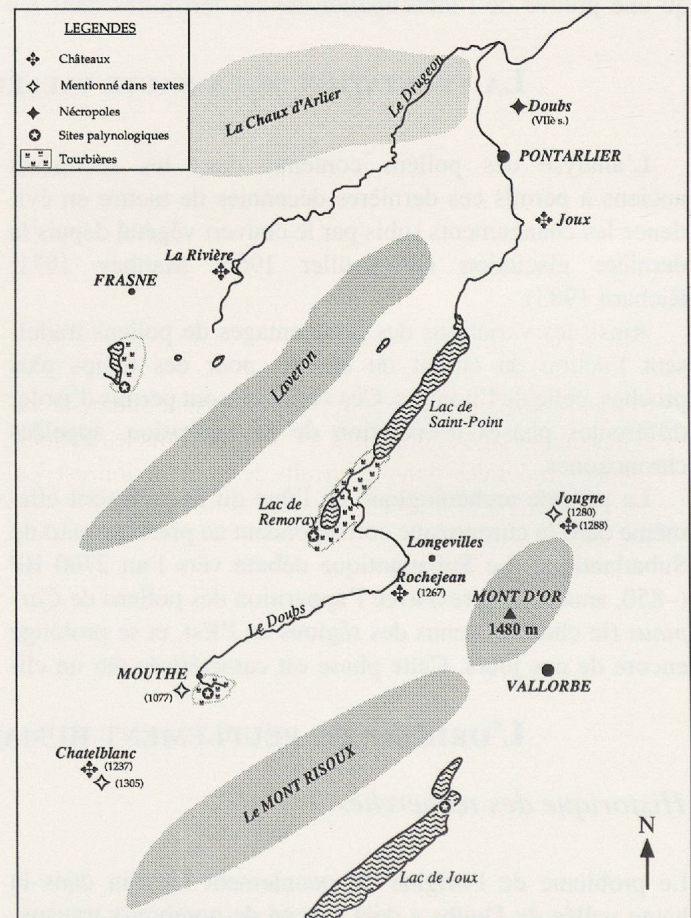 LEGENDES
Châteaux
Mentionné dans textes
Nécropoles
Sites palynologiques
Tourbières
La Chaux d'Arlier
Le Drugeon
Doubs
(VIIè s.)
PONTARLIER
Joux
La Rivière
FRASNE
Laveron
Lac de
Saint-Point
Lac de
Remoray
Jougne
(1280)
(1288)
Longevilles
Rochejean
(1267)
MONT D'OR
1480 m
Le Doubs
MOUTHE
(1077)
VALLORBE
Chatelblanc
(1237)
(1305)
Le MONT RISOUX
Lac de Joux
N